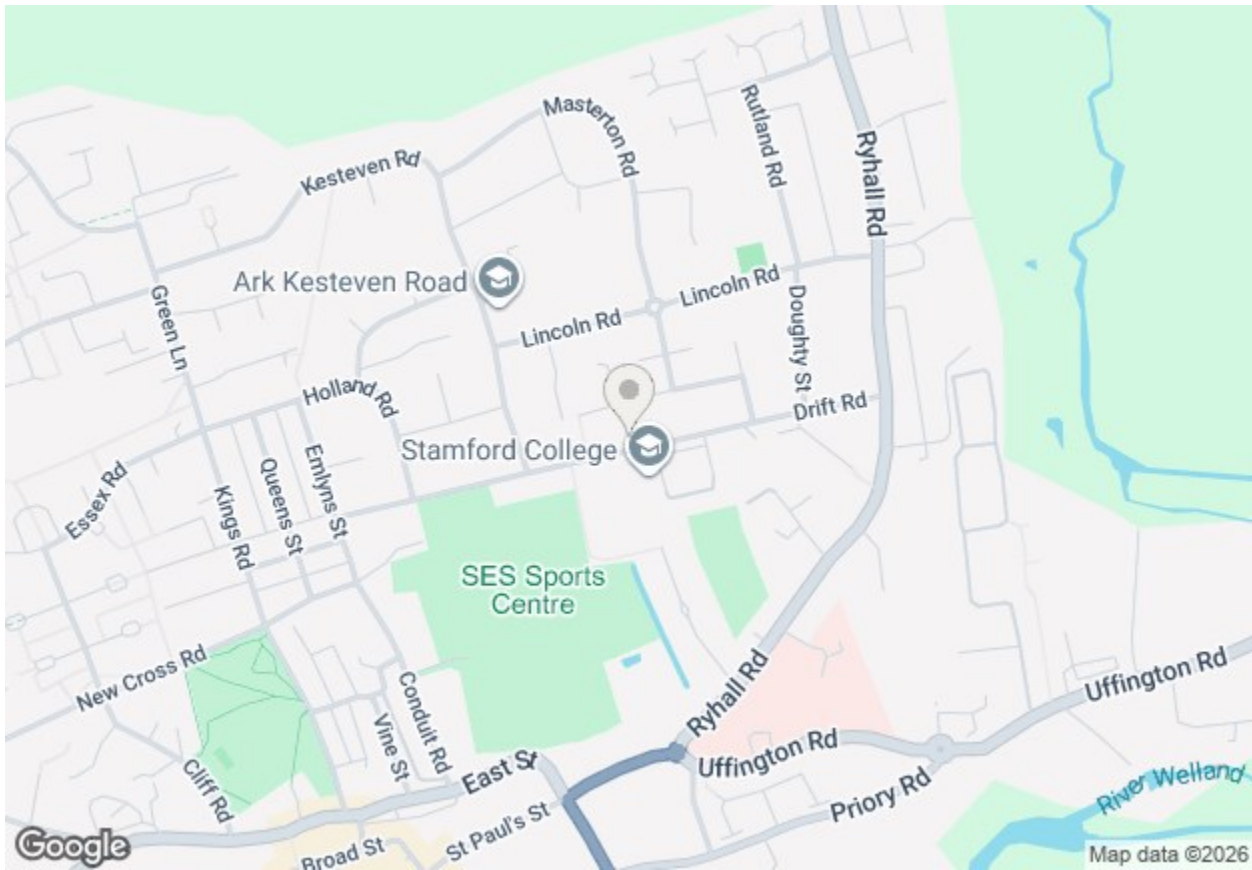 Masterton Rd
Rutland Rd
Ryhall Rd
Kesteven Rd
Ark Kesteven Road
Green Ln
Lincoln Rd
Lincoln Rd
Doughty St
Holland Rd
Drift Rd
Stamford College
Essex Rd
Kings Rd
Queens St
Emlyns St
SES Sports
Centre
New Cross Rd
Conduit Rd
Vine St
Cliff Rd
East St
Ryhall Rd
Uffington Rd
Uffington Rd
Priory Rd
River Welland
St Paul's St
Broad St
Google
Map data ©2026